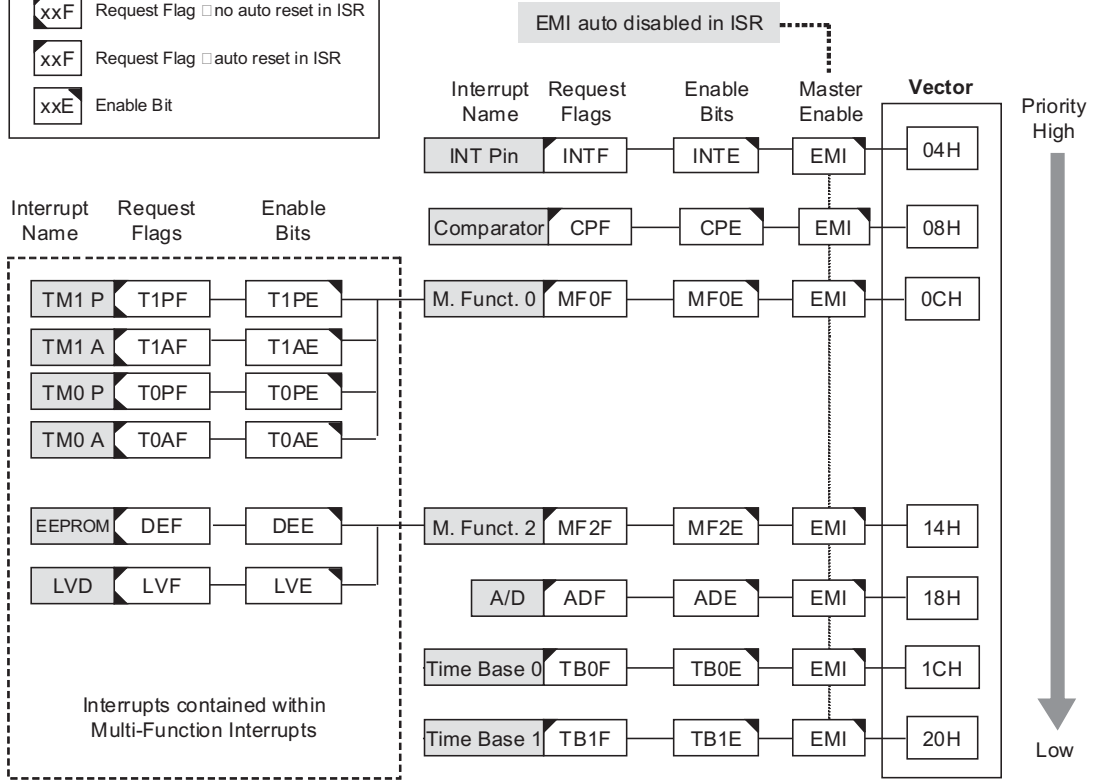 xxF Request Flag □ no auto reset in ISR
xxF Request Flag □ auto reset in ISR
xxE Enable Bit
EMI auto disabled in ISR
Interrupt Name Request Flags Enable Bits Master Enable Vector Priority High
INT Pin INTF INTE EMI 04H
Interrupt Name Request Flags Enable Bits
Comparator CPF CPE EMI 08H
TM1 P T1PF T1PE M. Funct. 0 MF0F MF0E EMI 0CH
TM1 A T1AF T1AE
TM0 P T0PF T0PE
TM0 A T0AF T0AE
EEPROM DEF DEE M. Funct. 2 MF2F MF2E EMI 14H
LVD LVF LVE A/D ADF ADE EMI 18H
Time Base 0 TB0F TB0E EMI 1CH
Interrupts contained within
Multi-Function Interrupts
Time Base 1 TB1F TB1E EMI 20H
Low